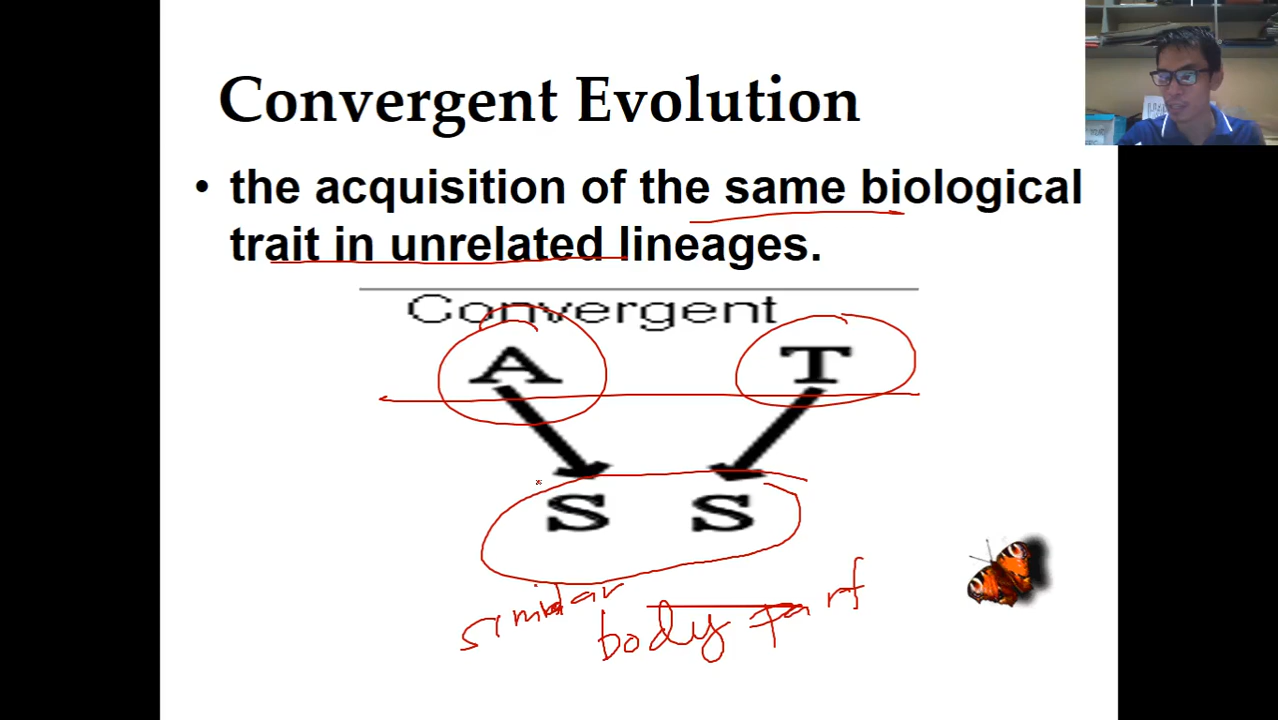 Convergent Evolution
• the acquisition of the same biological
trait in unrelated lineages.
Convergent
A T
S S
similar
body part